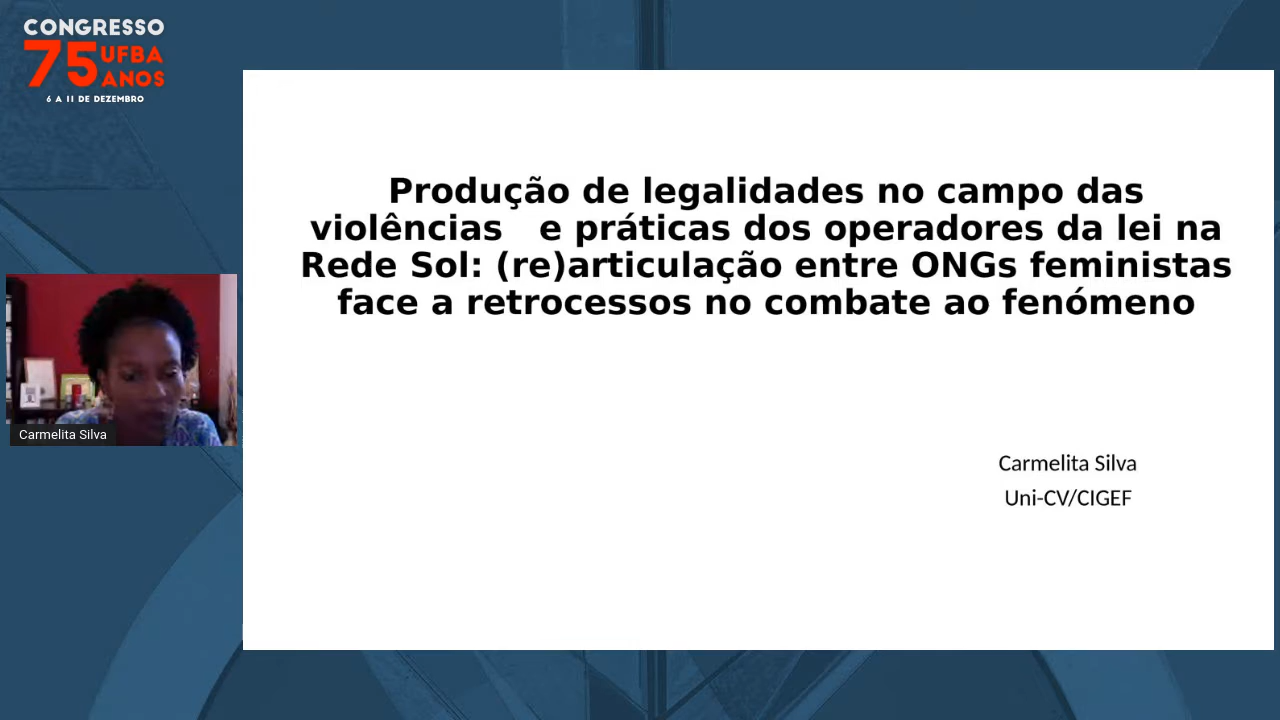 CONGRESSO
75 UFBA
ANOS
6 A 11 DE DEZEMBRO
Produção de legalidades no campo das
violências e práticas dos operadores da lei na
Rede Sol: (re)articulação entre ONGs feministas
face a retrocessos no combate ao fenómeno
Carmelita Silva
Carmelita Silva
Uni-CV/CIGEF